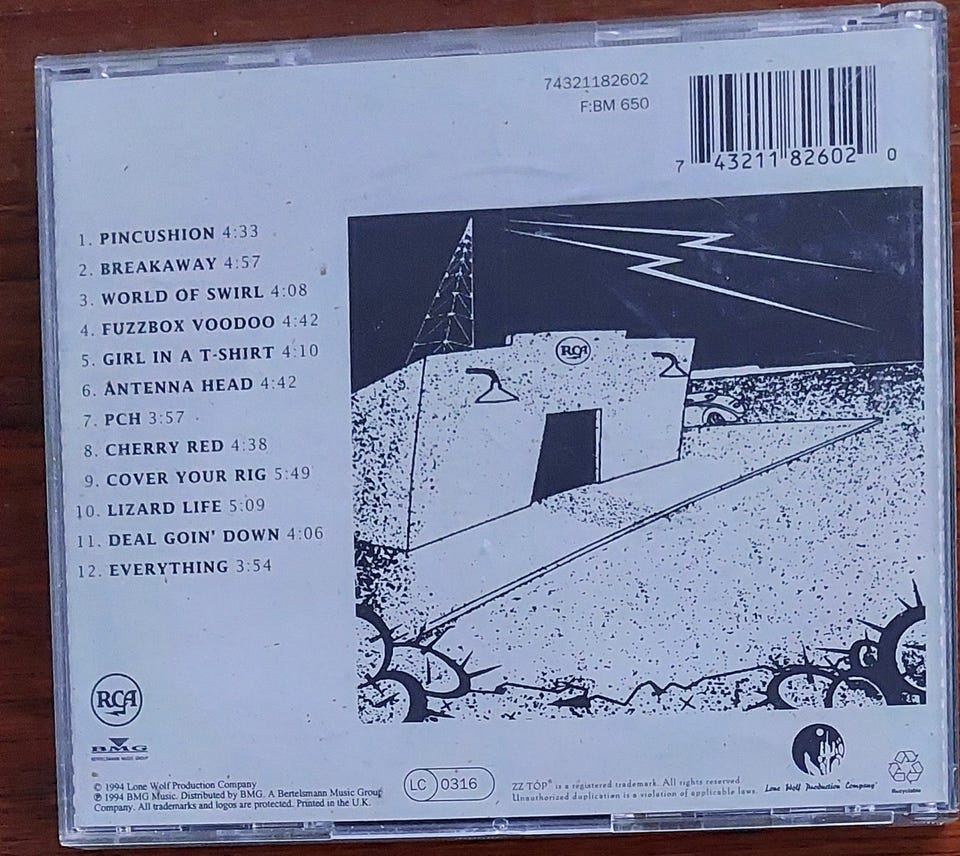 74321182602
F:BM 650
7 43211 82602 0
1. PINCUSHION 4:33
2. BREAKAWAY 4:57
3. WORLD OF SWIRL 4:08
4. FUZZBOX VOODOO 4:42
5. GIRL IN A T-SHIRT 4:10
6. ANTENNA HEAD 4:42
7. PCH 3:57
8. CHERRY RED 4:38
9. COVER YOUR RIG 5:49
10. LIZARD LIFE 5:09
11. DEAL GOIN' DOWN 4:06
12. EVERYTHING 3:54
RCA
RCA
BMG
BERTELSMANN MUSIC GROUP
© 1994 Lone Wolf Production Company
℗ 1994 BMG Music. Distributed by BMG. A Bertelsmann Music Group
Company. All trademarks and logos are protected. Printed in the U.K.
LC 0316
ZZ TOP® is a registered trademark. All rights reserved.
Unauthorized duplication is a violation of applicable laws.
Lone Wolf Production Company
Recyclable